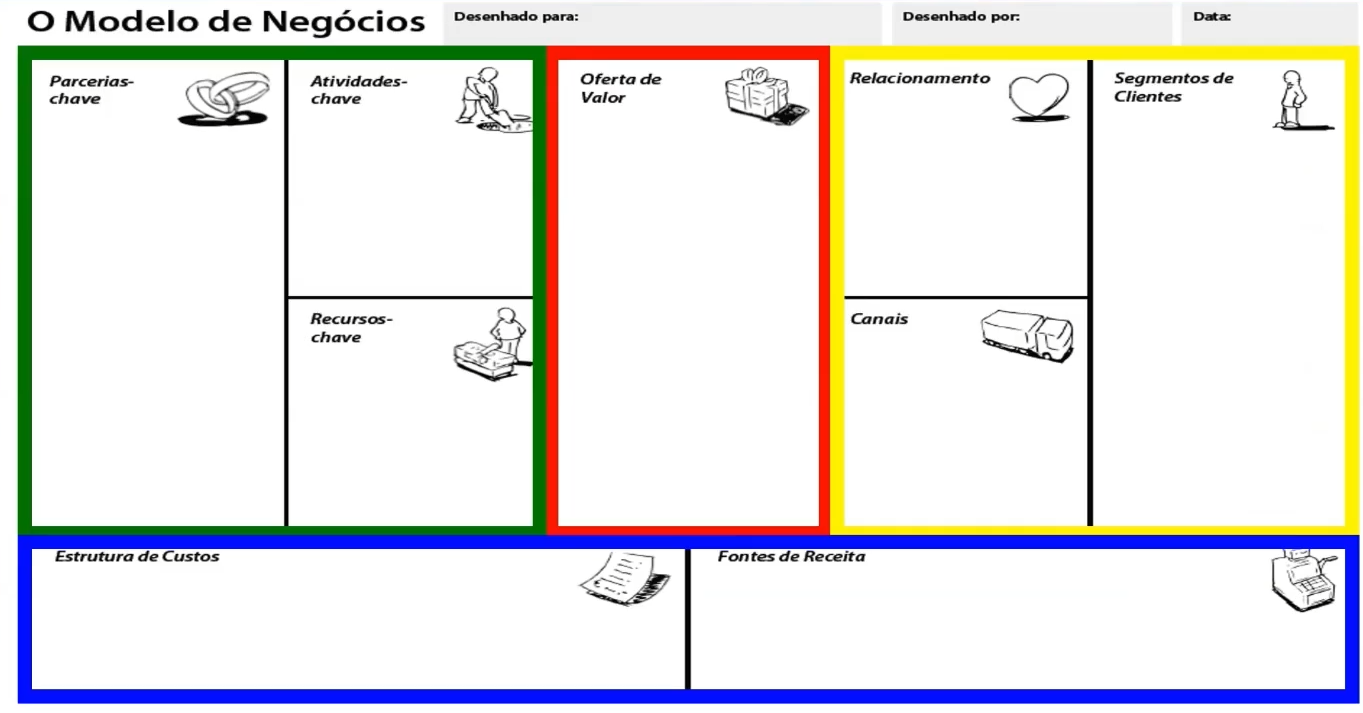 O Modelo de Negócios
Desenhado para:
Desenhado por:
Data:
Parcerias-
chave
Atividades-
chave
Recursos-
chave
Oferta de
Valor
Relacionamento
Canais
Segmentos de
Clientes
Estrutura de Custos
Fontes de Receita